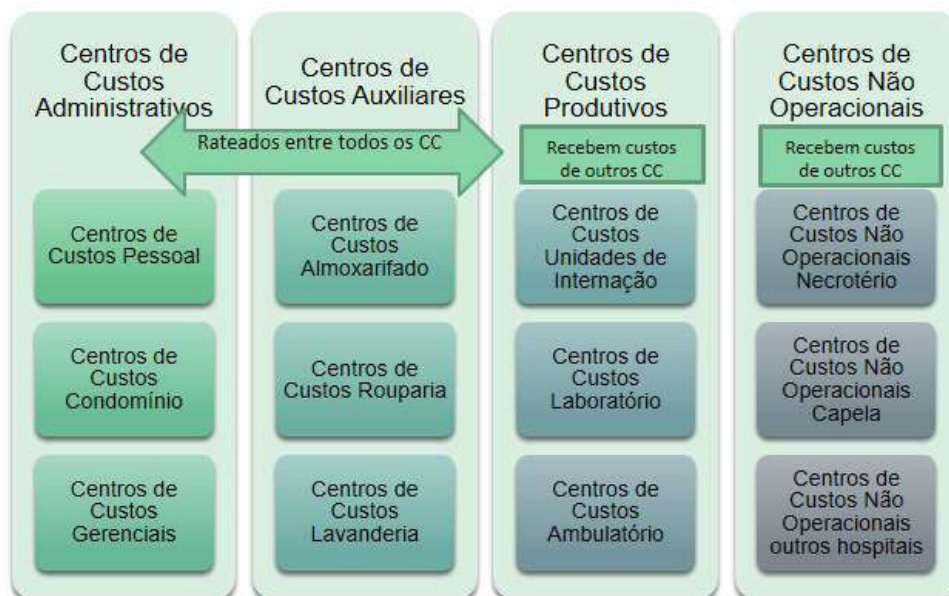 Centros de
Custos
Administrativos
Centros de
Custos Auxiliares
Centros de
Custos
Produtivos
Centros de
Custos Não
Operacionais
Rateados entre todos os CC
Recebem custos
de outros CC
Recebem custos
de outros CC
Centros de
Custos Pessoal
Centros de
Custos
Almoxarifado
Centros de
Custos
Unidades de
Internação
Centros de
Custos Não
Operacionais
Necrotério
Centros de
Custos
Condomínio
Centros de
Custos Rouparia
Centros de
Custos
Laboratório
Centros de
Custos Não
Operacionais
Capela
Centros de
Custos
Gerenciais
Centros de
Custos
Lavanderia
Centros de
Custos
Ambulatório
Centros de
Custos Não
Operacionais
outros hospitais